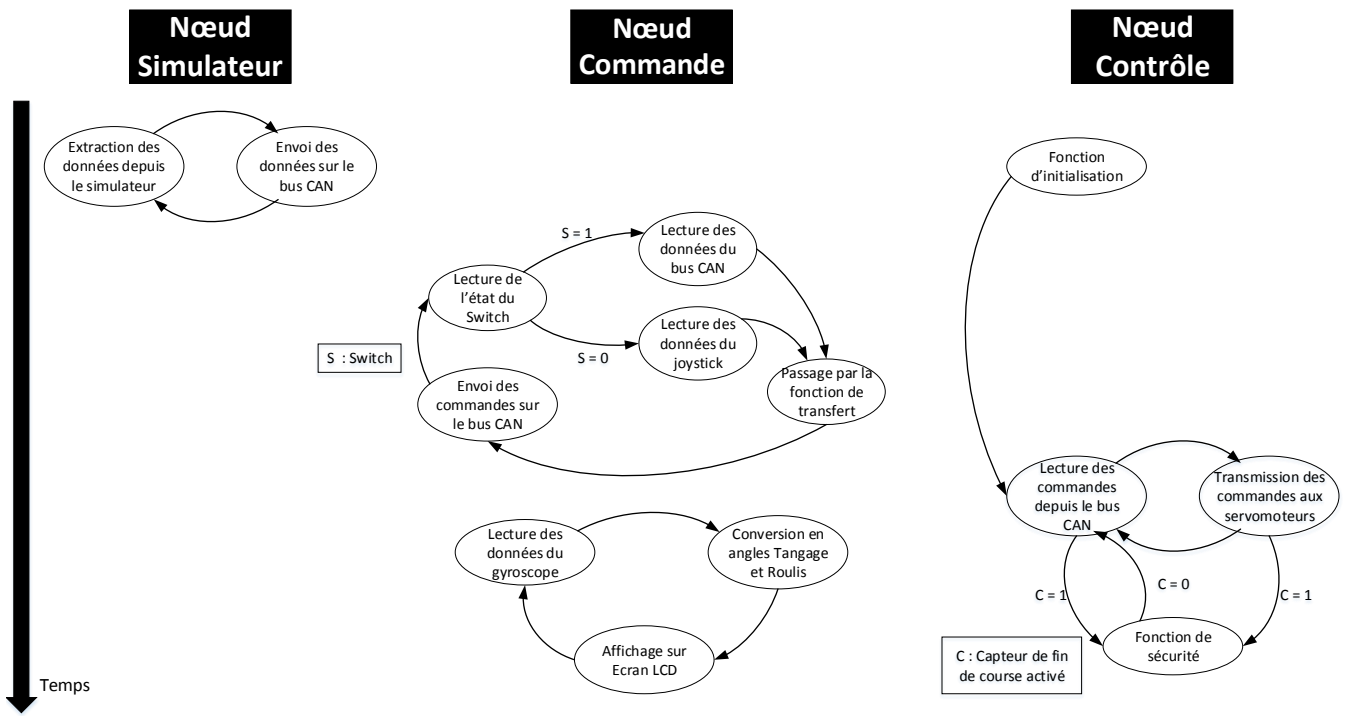 Nœud
Simulateur
Nœud
Commande
Nœud
Contrôle
Extraction des
données depuis
le simulateur
Envoi des
données sur le
bus CAN
Fonction
d’initialisation
S = 1
Lecture des
données du
bus CAN
Lecture de
l’état du
Switch
S : Switch
S = 0
Lecture des
données du
joystick
Passage par la
fonction de
transfert
Envoi des
commandes sur
le bus CAN
Lecture des
commandes
depuis le bus
CAN
Transmission des
commandes aux
servomoteurs
Lecture des
données du
gyroscope
Conversion en
angles Tangage
et Roulis
C = 1
C = 0
C = 1
Affichage sur
Ecran LCD
Fonction de
sécurité
C : Capteur de fin
de course activé
Temps